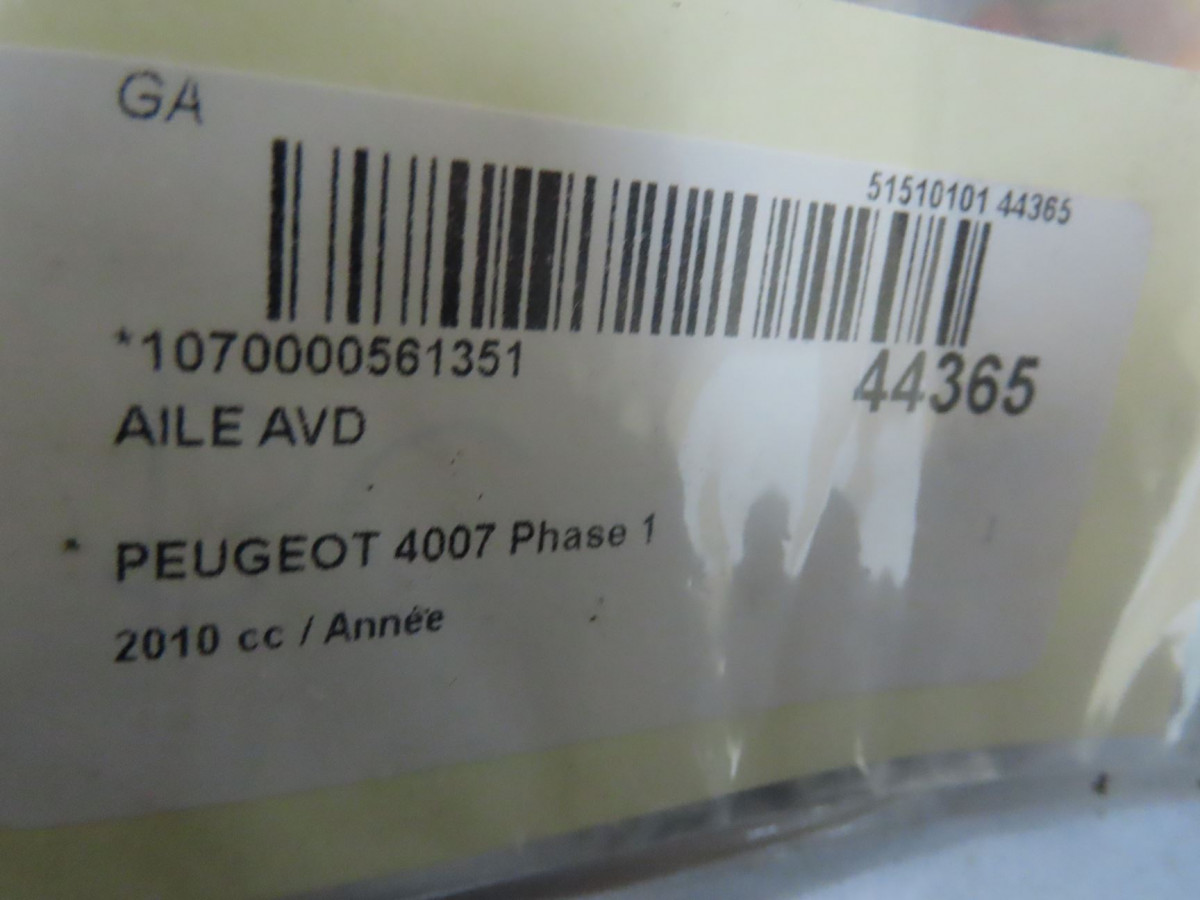 GA
51510101 44365
*1070000561351
44365
AILE AVD
* PEUGEOT 4007 Phase 1
2010 cc / Année